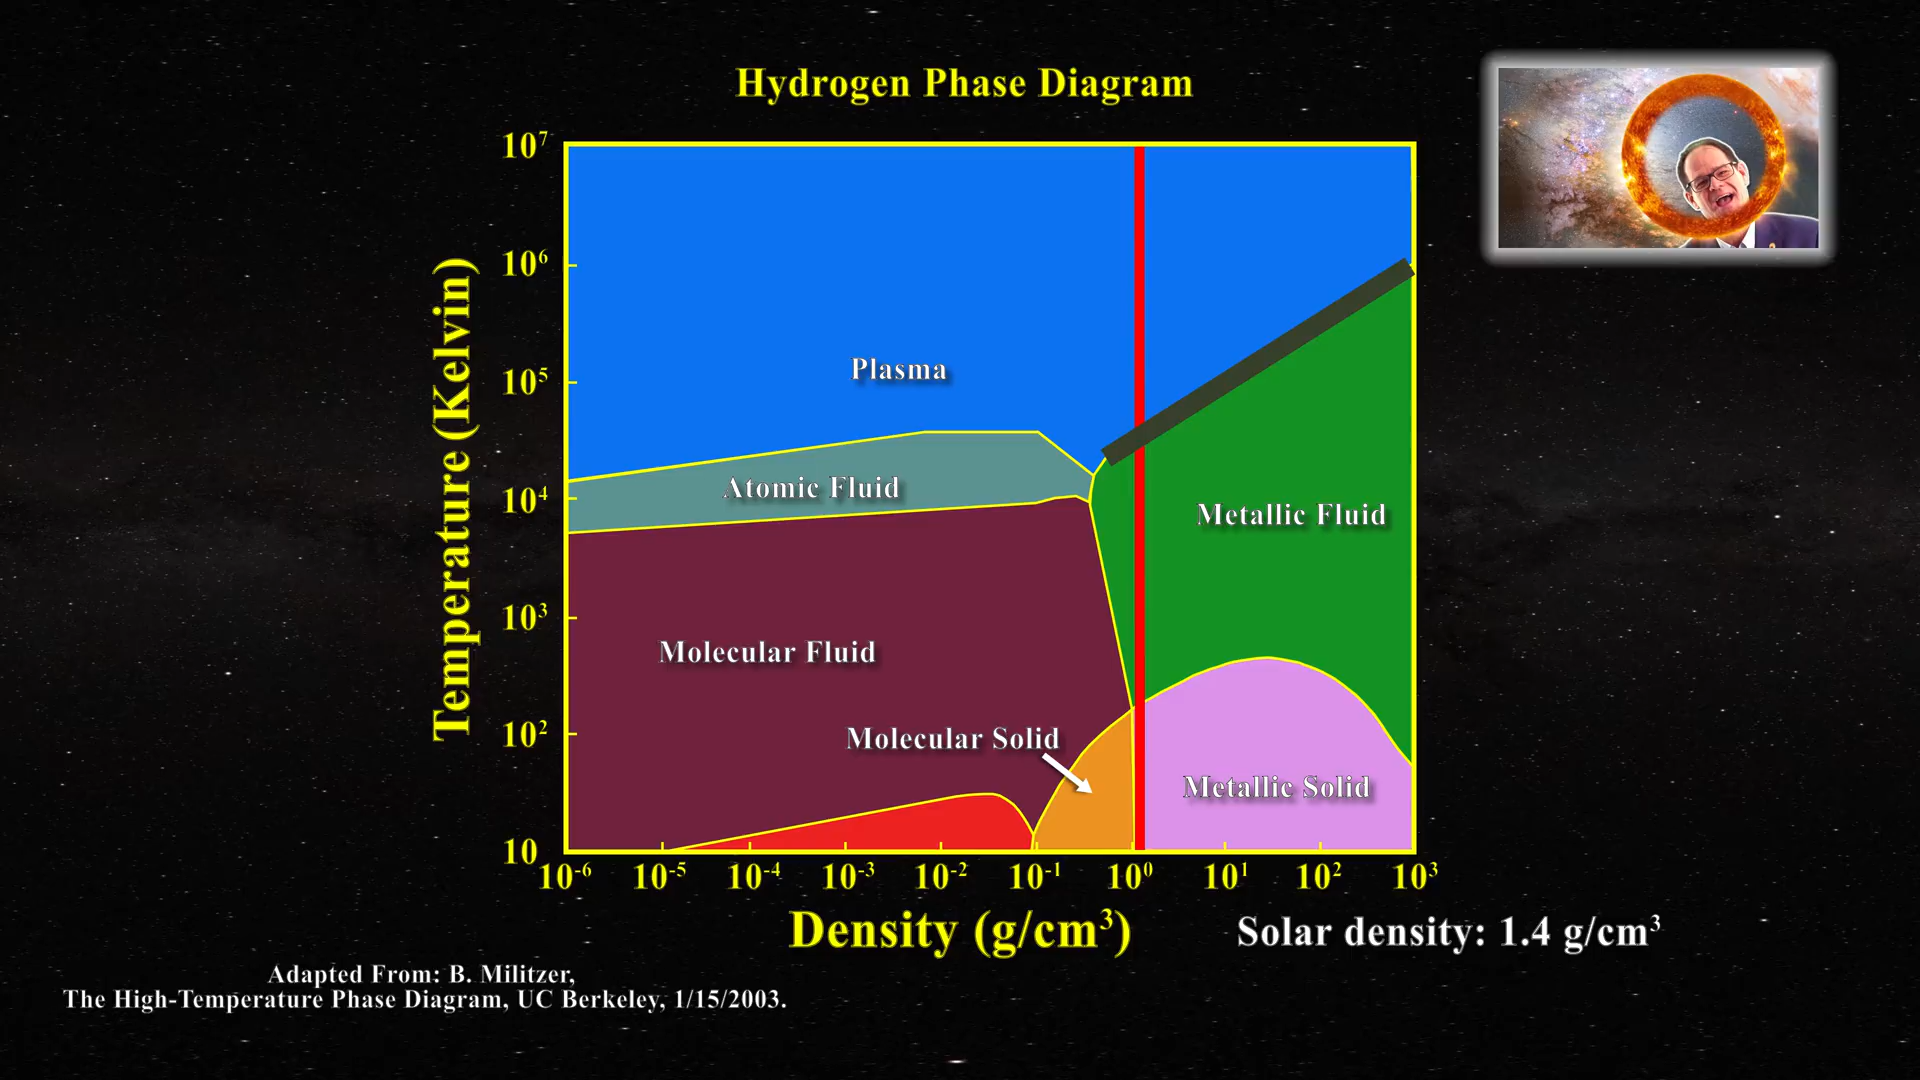 Hydrogen Phase Diagram
10⁷
10⁶
10⁵
10⁴
10³
10²
10
Temperature (Kelvin)
Plasma
Atomic Fluid
Metallic Fluid
Molecular Fluid
Molecular Solid
Metallic Solid
10⁻⁶ 10⁻⁵ 10⁻⁴ 10⁻³ 10⁻² 10⁻¹ 10⁰ 10¹ 10² 10³
Density (g/cm³)
Solar density: 1.4 g/cm³
Adapted From: B. Militzer,
The High-Temperature Phase Diagram, UC Berkeley, 1/15/2003.